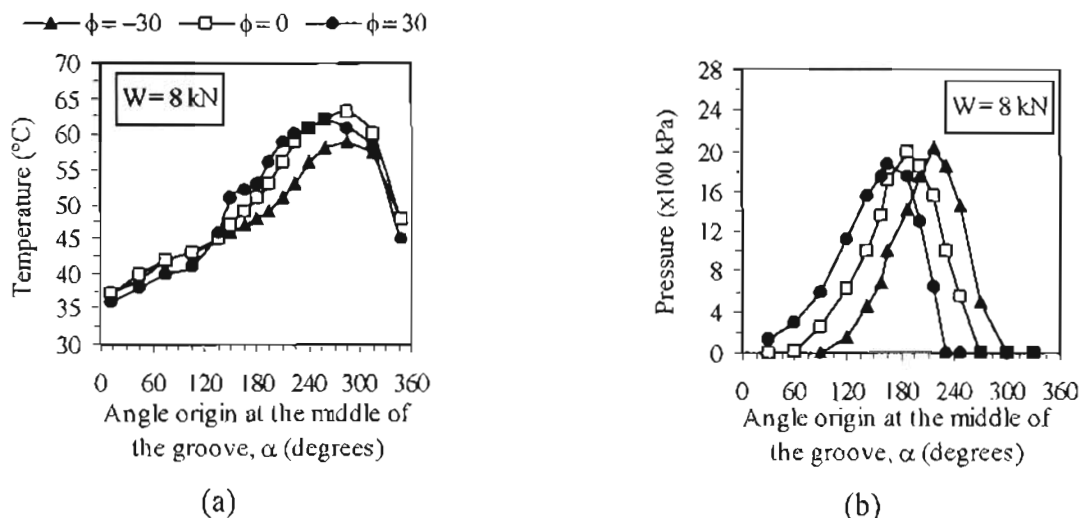 ϕ= –30 ϕ= 0 ϕ= 30
70
65
60
55
50
45
40
35
30
Temperature (°C)
W= 8 kN
0 60 120 180 240 300 360
Angle origin at the middle of
the groove, α (degrees)
(a)
28
24
20
16
12
8
4
0
Pressure (x100 kPa)
W= 8 kN
0 60 120 180 240 300 360
Angle origin at the middle of
the groove, α (degrees)
(b)